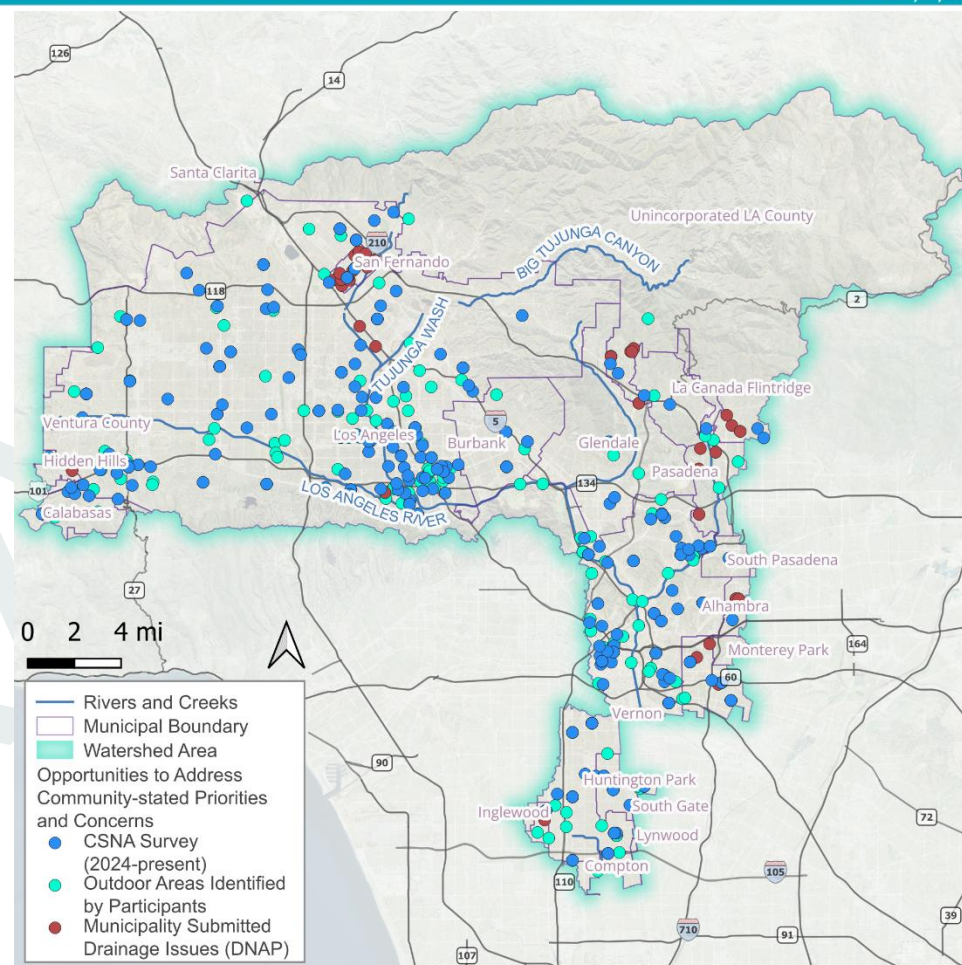 126
14
Santa Clarita
Unincorporated LA County
210
San Fernando
BIG TUJUNGA CANYON
118
2
TUJUNGA WASH
La Canada Flintridge
5
Ventura County
Los Angeles
Burbank
Glendale
Hidden Hills
Pasadena
101
134
LOS ANGELES RIVER
Calabasas
South Pasadena
27
Alhambra
0 2 4 mi
164
Monterey Park
60
Rivers and Creeks
Vernon
Municipal Boundary
Watershed Area
90
Opportunities to Address
Community-stated Priorities
and Concerns
Huntington Park
Inglewood
South Gate
72
CSNA Survey
(2024-present)
Lynwood
Compton
Outdoor Areas Identified
by Participants
110
105
Municipality Submitted
Drainage Issues (DNAP)
39
710
91
107